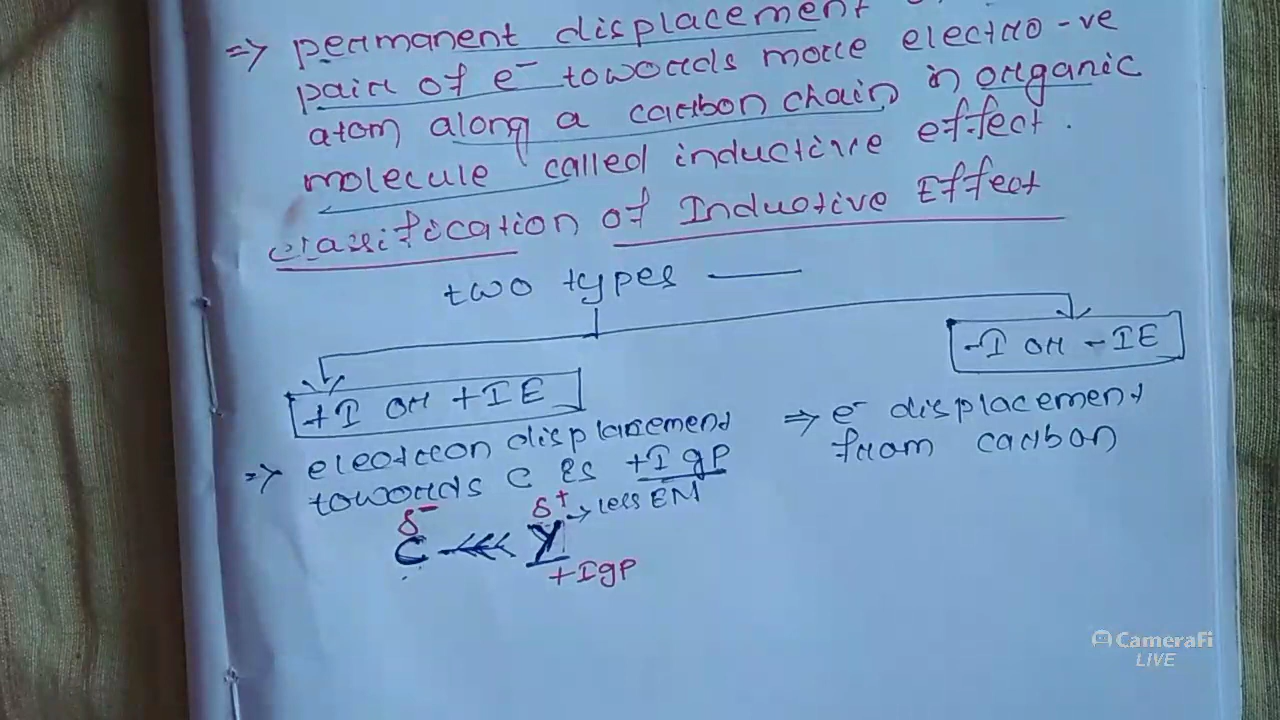 => permanent displacement
pair of e⁻ towards more electro -ve
atom along a carbon chain in organic
molecule called inductive effect.
classification of Inductive Effect
two types —
+I or +IE
-I or -IE
=> electron displacement
towards C is +I gp
δ⁻ δ⁺ → less EN
C Y
+I gp
=> e⁻ displacement
from carbon
CameraFi
LIVE